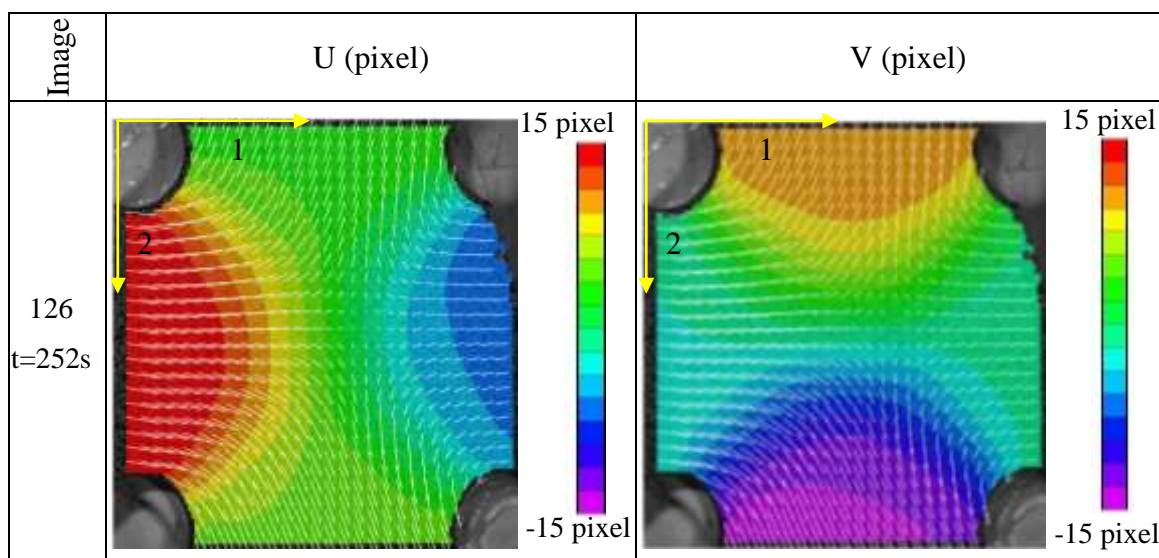 Image
U (pixel)
V (pixel)
126
t=252s
1
2
15 pixel
-15 pixel
1
2
15 pixel
-15 pixel